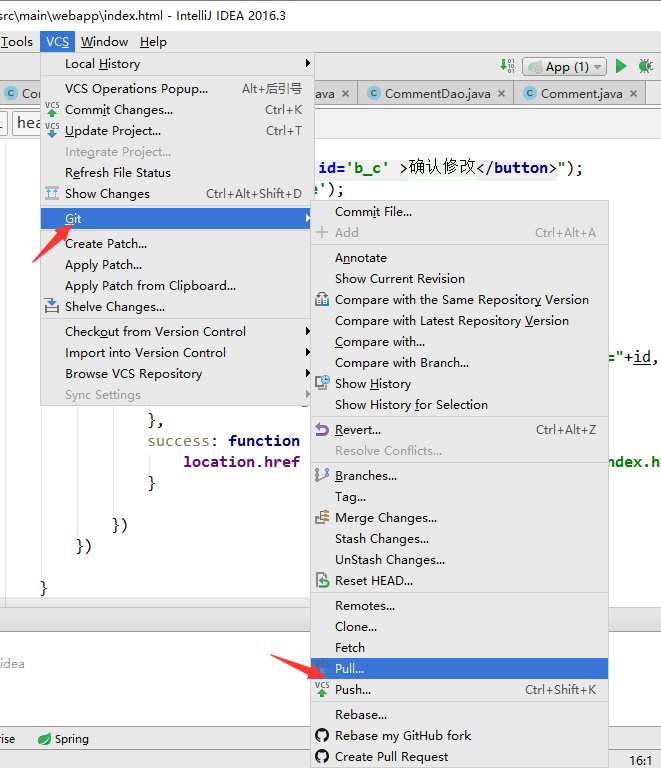 src\main\webapp\index.html - IntelliJ IDEA 2016.3
Tools VCS Window Help
Local History
VCS Operations Popup... Alt+后引号
Commit Changes... Ctrl+K
Update Project... Ctrl+T
Integrate Project...
Refresh File Status
Show Changes Ctrl+Alt+Shift+D
Git
Create Patch...
Apply Patch...
Apply Patch from Clipboard...
Shelve Changes...
Checkout from Version Control
Import into Version Control
Browse VCS Repository
Sync Settings
App (1)
Co ava CommentDao.java Comment.java
hea
id='b_c' >确认修改</button>");
');
Commit File...
Add Ctrl+Alt+A
Annotate
Show Current Revision
Compare with the Same Repository Version
Compare with Latest Repository Version
Compare with...
Compare with Branch...
Show History
Show History for Selection
Revert... Ctrl+Alt+Z
Resolve Conflicts...
Branches...
Tag...
Merge Changes...
Stash Changes...
UnStash Changes...
Reset HEAD...
Remotes...
Clone...
Fetch
Pull...
Push... Ctrl+Shift+K
Rebase...
Rebase my GitHub fork
Create Pull Request
="+id,
},
success: function
location.href ndex.h
}
})
})
}
idea
rise Spring
16:1